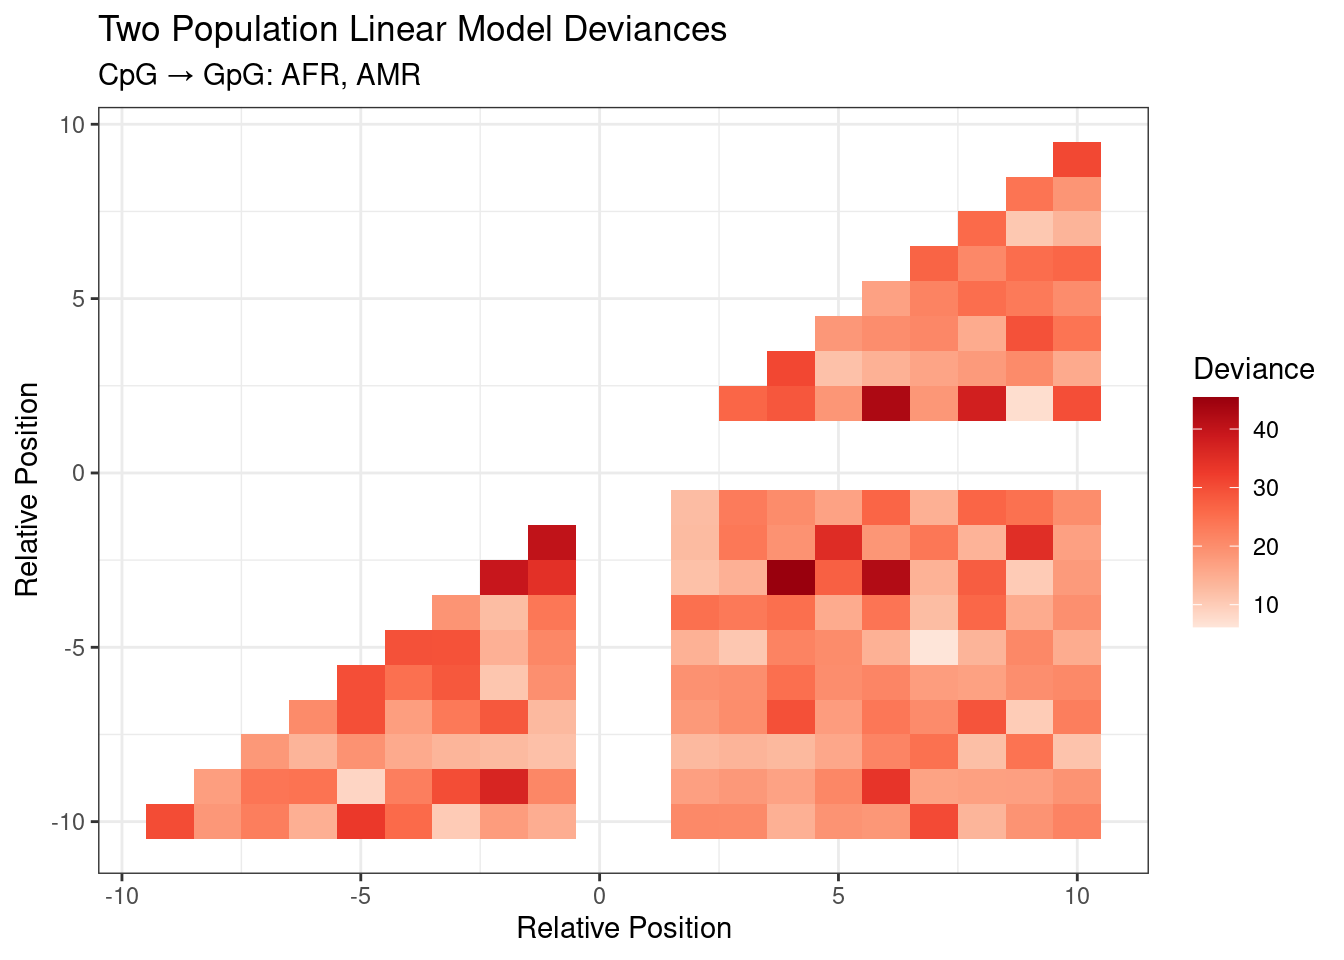 Two Population Linear Model Deviances
CpG → GpG: AFR, AMR
10
5
0
-5
-10
Relative Position
-10 -5 0 5 10
Relative Position
Deviance
40
30
20
10